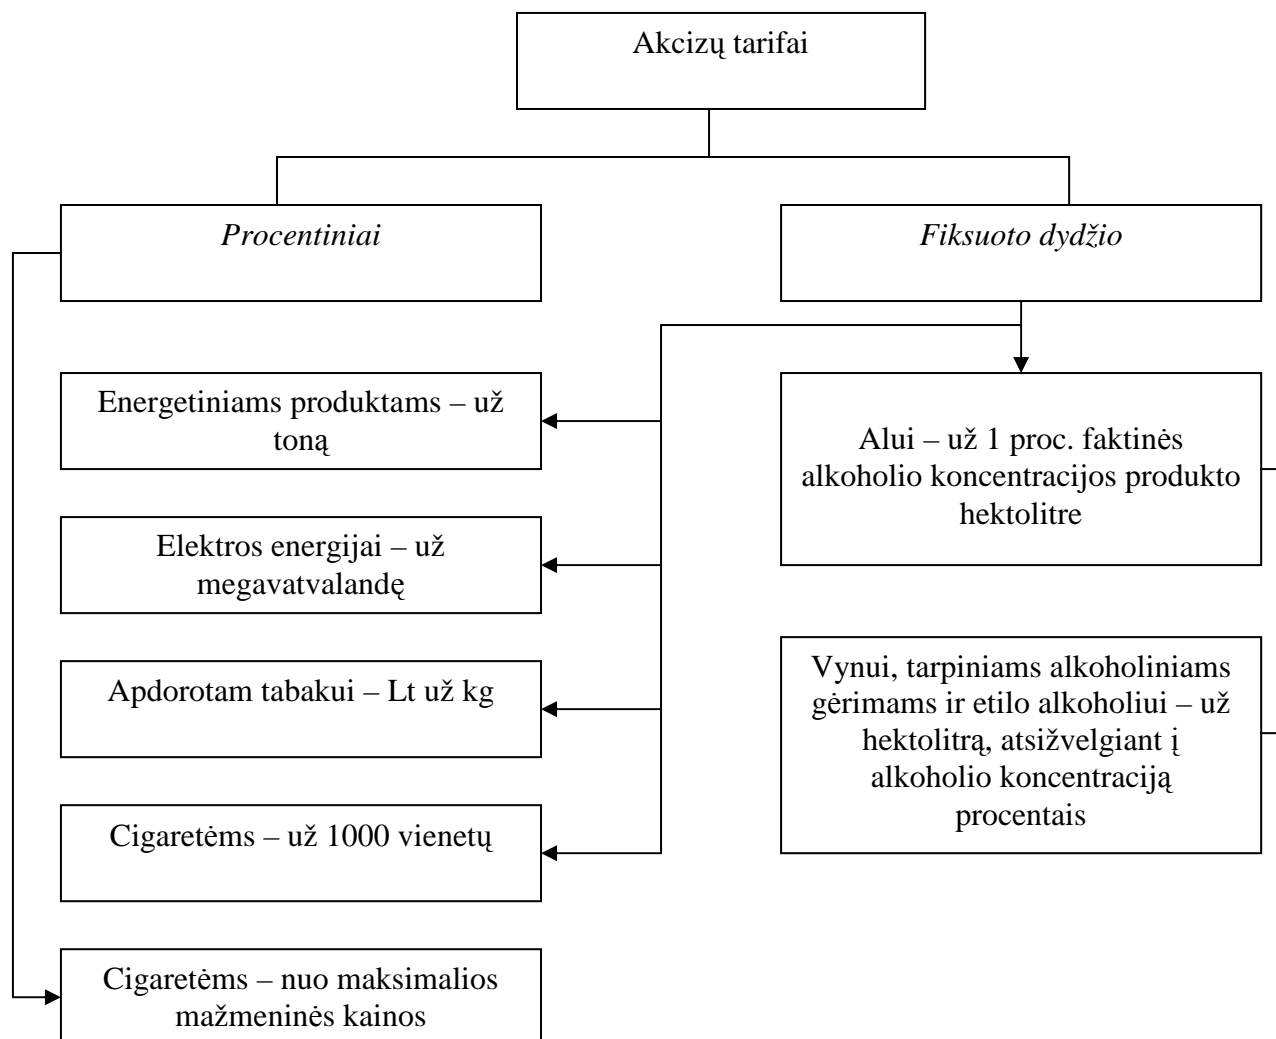 Akcizų tarifai
Procentiniai
Fiksuoto dydžio
Energetiniams produktams – už
toną
Elektros energijai – už
megavatvalandę
Apdorotam tabakui – Lt už kg
Cigaretėms – už 1000 vienetų
Cigaretėms – nuo maksimalios
mažmeninės kainos
Alui – už 1 proc. faktinės
alkoholio koncentracijos produkto
hektolitre
Vynui, tarpiniams alkoholiniams
gėrimams ir etilo alkoholiui – už
hektolitrą, atsižvelgiant į
alkoholio koncentraciją
procentais